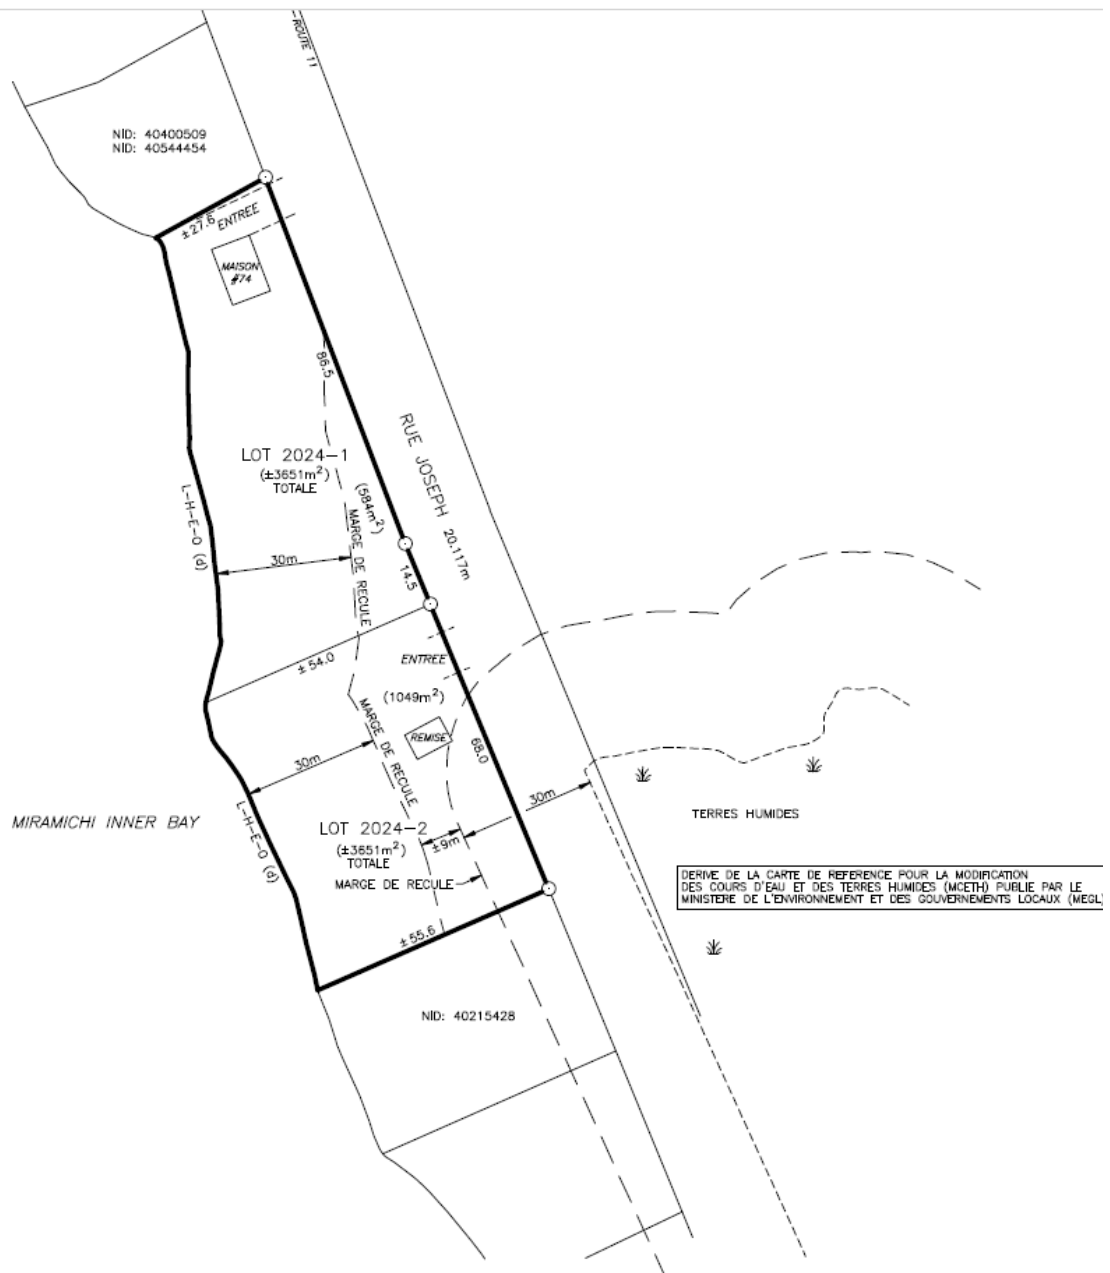 ROUTE 11
NID: 40400509
NID: 40544454
±27.6
ENTREE
MAISON
#74
86.5
RUE JOSEPH 20.117m
LOT 2024-1
(±3651m²)
TOTALE
(584m²)
MARGE DE RECULE
L-H-E-O (d)
30m
14.5
±54.0
ENTREE
(1049m²)
MARGE DE RECULE
REMISE
68.0
30m
30m
TERRES HUMIDES
MIRAMICHI INNER BAY
L-H-E-O (d)
LOT 2024-2
(±3651m²)
TOTALE
±9m
MARGE DE RECULE
DERIVE DE LA CARTE DE REFERENCE POUR LA MODIFICATION
DES COURS D'EAU ET DES TERRES HUMIDES (MCETH) PUBLIE PAR LE
MINISTERE DE L'ENVIRONNEMENT ET DES GOUVERNEMENTS LOCAUX (MEGL)
±55.6
NID: 40215428